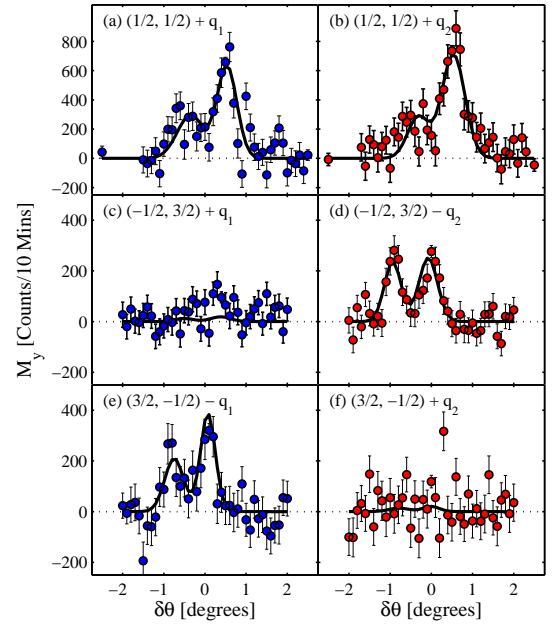 (a) (1/2, 1/2) + q1
(b) (1/2, 1/2) + q2
800
600
400
200
0
−200
(c) (−1/2, 3/2) + q1
(d) (−1/2, 3/2) − q2
400
200
0
−200
(e) (3/2, −1/2) − q1
(f) (3/2, −1/2) + q2
400
200
0
−200
My [Counts/10 Mins]
−2 −1 0 1 2
−2 −1 0 1 2
δθ [degrees]
δθ [degrees]